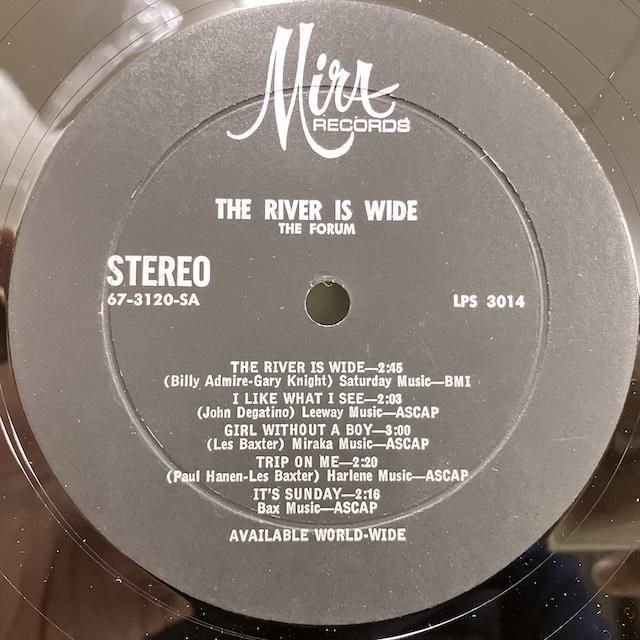 Mira
RECORDS
THE RIVER IS WIDE
THE FORUM
STEREO
67-3120-SA
LPS 3014
THE RIVER IS WIDE—2:45
(Billy Admire-Gary Knight) Saturday Music—BMI
I LIKE WHAT I SEE—2:03
(John Degatino) Leeway Music—ASCAP
GIRL WITHOUT A BOY—3:00
(Les Baxter) Miraka Music—ASCAP
TRIP ON ME—2:20
(Paul Hanen-Les Baxter) Harlene Music—ASCAP
IT'S SUNDAY—2:16
Bax Music—ASCAP
AVAILABLE WORLD-WIDE